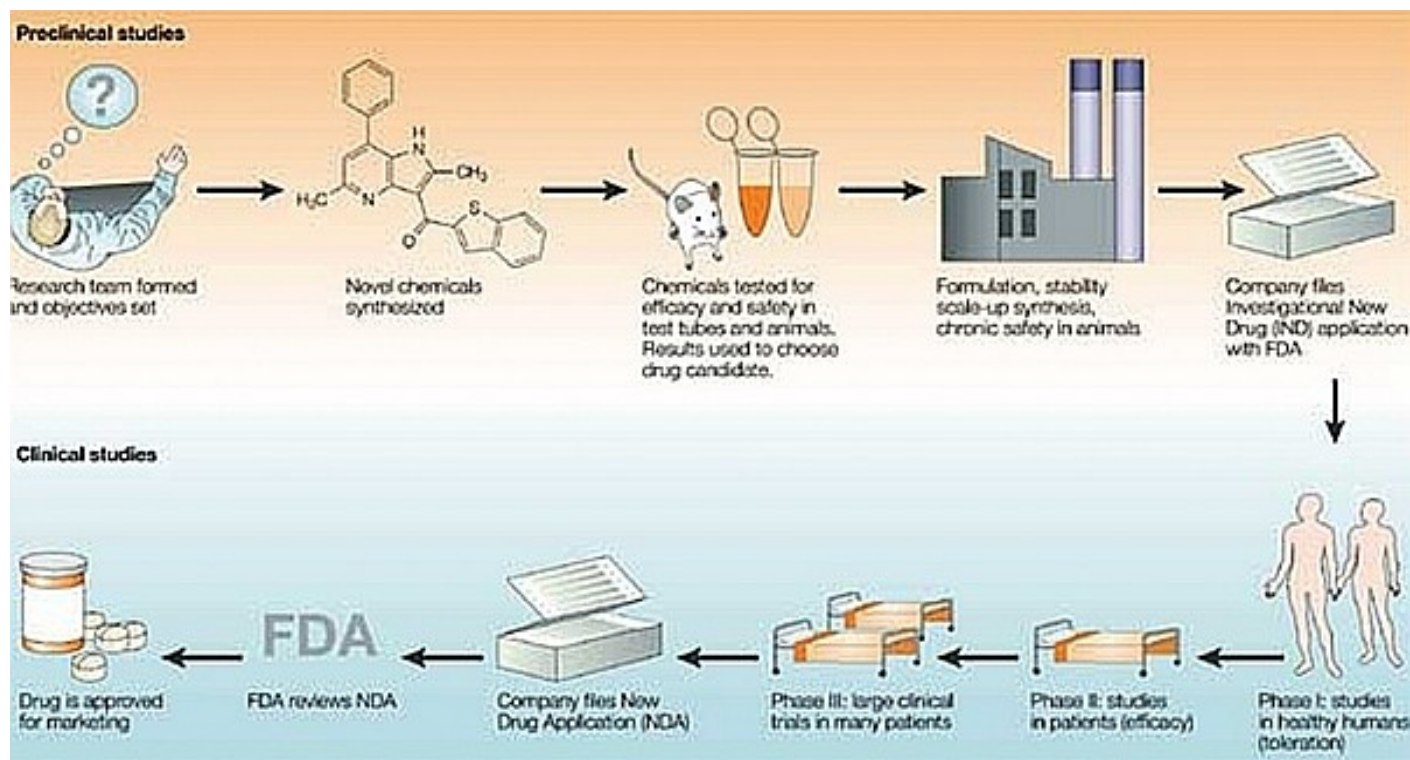 Preclinical studies
?
H
N
CH₃
H₃C
N
S
O
Research team formed
and objectives set
Novel chemicals
synthesized
Chemicals tested for
efficacy and safety in
test tubes and animals.
Results used to choose
drug candidate.
Formulation, stability
scale-up synthesis,
chronic safety in animals
Company files
Investigational New
Drug (IND) application
with FDA
Clinical studies
Phase I: studies
in healthy humans
(toleration)
Phase II: studies
in patients (efficacy)
Phase III: large clinical
trials in many patients
Company files New
Drug Application (NDA)
FDA
FDA reviews NDA
Drug is approved
for marketing